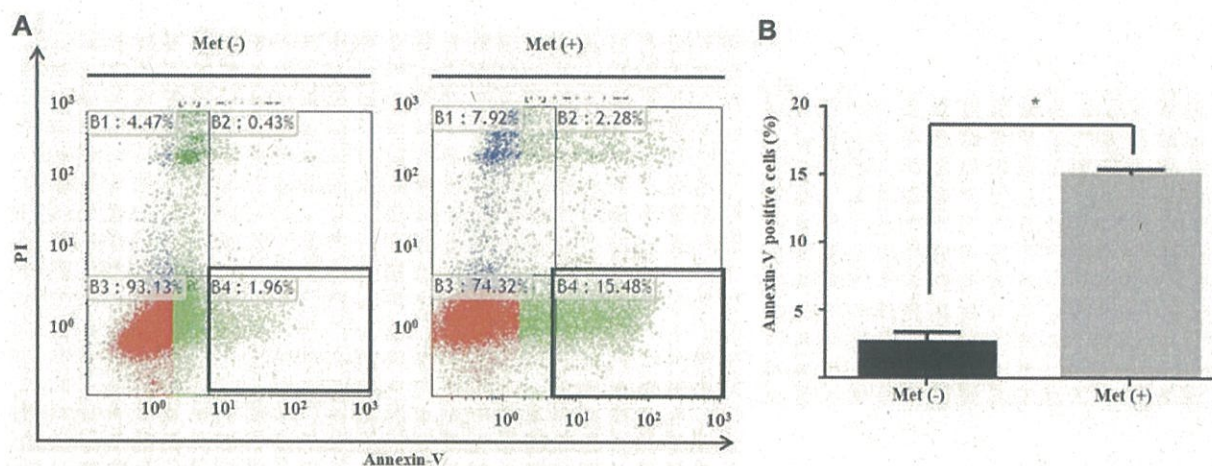 A
Met (-)
Met (+)
PI
10³
10²
10¹
10⁰
B1 : 4.47%
B2 : 0.43%
B3 : 93.13%
B4 : 1.96%
10⁰ 10¹ 10² 10³
10³
10²
10¹
10⁰
B1 : 7.92%
B2 : 2.28%
B3 : 74.32%
B4 : 15.48%
10⁰ 10¹ 10² 10³
Annexin-V
B
Annexin-V positive cells (%)
20
15
10
5
*
Met (-)
Met (+)